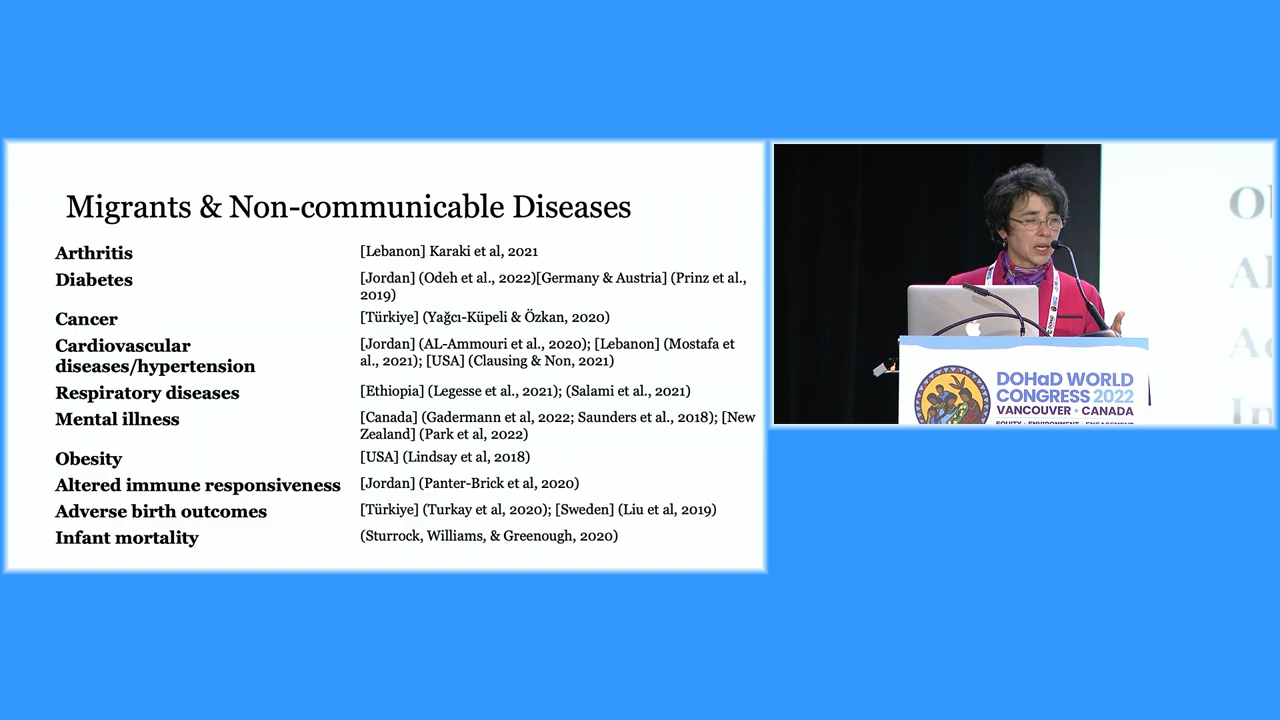 Migrants & Non-communicable Diseases
Arthritis
[Lebanon] Karaki et al, 2021
Diabetes
[Jordan] (Odeh et al., 2022)[Germany & Austria] (Prinz et al.,
2019)
Cancer
[Türkiye] (Yağcı-Küpeli & Özkan, 2020)
Cardiovascular
diseases/hypertension
[Jordan] (AL-Ammouri et al., 2020); [Lebanon] (Mostafa et
al., 2021); [USA] (Clausing & Non, 2021)
Respiratory diseases
[Ethiopia] (Legesse et al., 2021); (Salami et al., 2021)
Mental illness
[Canada] (Gadermann et al, 2022; Saunders et al., 2018); [New
Zealand] (Park et al, 2022)
Obesity
[USA] (Lindsay et al, 2018)
Altered immune responsiveness
[Jordan] (Panter-Brick et al, 2020)
Adverse birth outcomes
[Türkiye] (Turkay et al, 2020); [Sweden] (Liu et al, 2019)
Infant mortality
(Sturrock, Williams, & Greenough, 2020)
DOHaD WORLD
CONGRESS 2022
VANCOUVER • CANADA
EQUITY • ENVIRONMENT • ENGAGEMENT